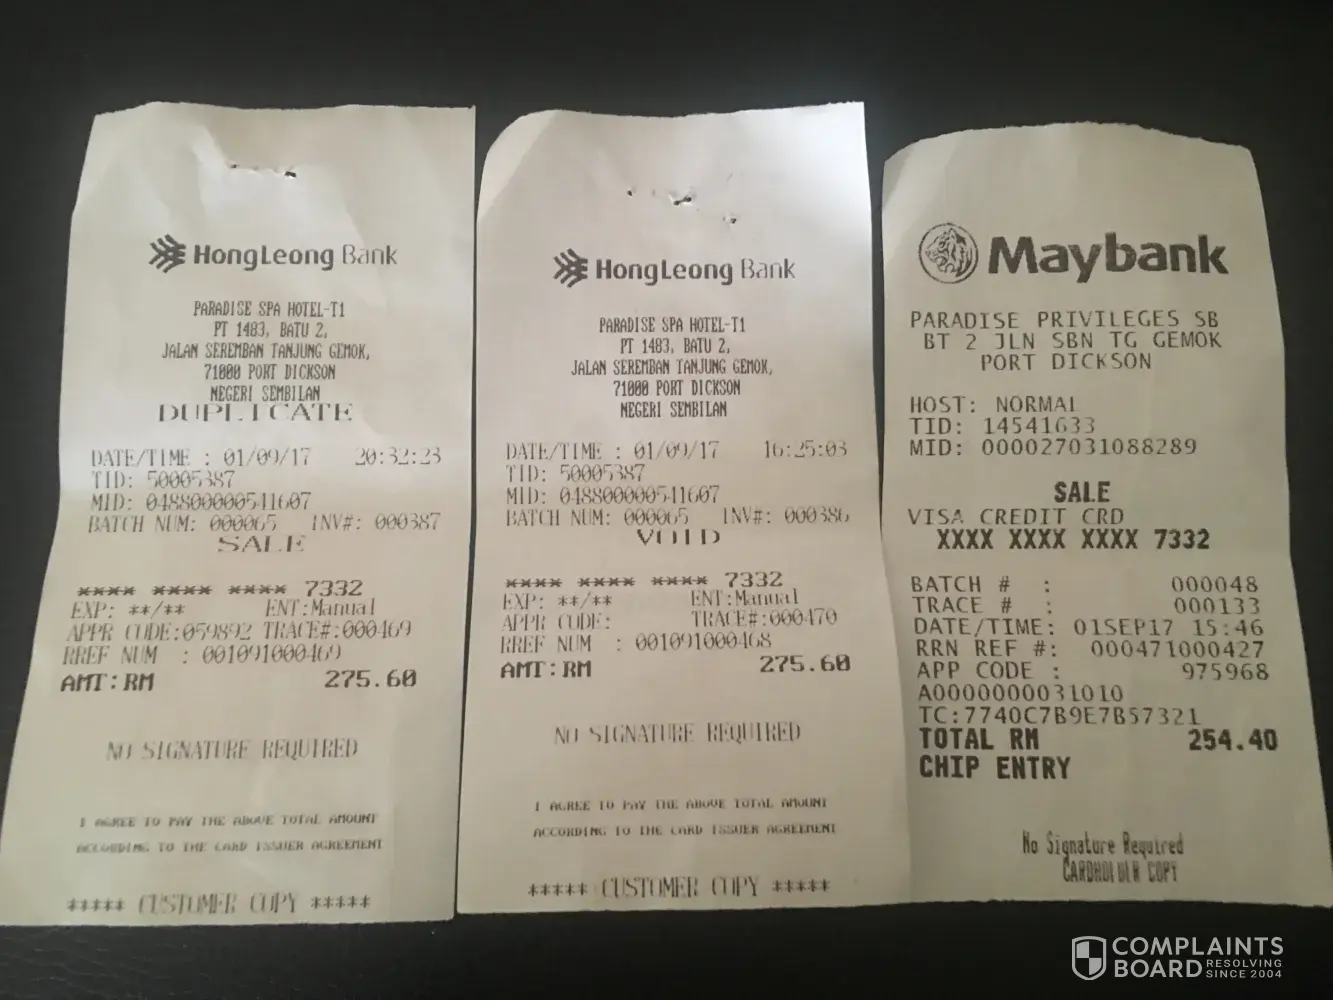 HongLeong Bank
PARADISE SPA HOTEL-T1
PT 1483, BATU 2,
JALAN SEREMBAN TANJUNG GEMOK,
71000 PORT DICKSON
NEGERI SEMBILAN
DUPLICATE
DATE/TIME : 01/09/17 20:32:23
TID: 50005387
MID: 048800000541607
BATCH NUM: 000065 INV#: 000387
SALE
**** **** **** 7332
EXP: **/** ENT:Manual
APPR CODE:059892 TRACE#:000469
RREF NUM : 001091000469
AMT:RM 275.60
NO SIGNATURE REQUIRED
I AGREE TO PAY THE ABOVE TOTAL AMOUNT
ACCORDING TO THE CARD ISSUER AGREEMENT
***** CUSTOMER COPY *****
HongLeong Bank
PARADISE SPA HOTEL-T1
PT 1483, BATU 2,
JALAN SEREMBAN TANJUNG GEMOK,
71000 PORT DICKSON
NEGERI SEMBILAN
DATE/TIME : 01/09/17 16:25:03
TID: 50005387
MID: 048800000541607
BATCH NUM: 000065 INV#: 000386
VOID
**** **** **** 7332
EXP: **/** ENT:Manual
APPR CODE: TRACE#:000470
RREF NUM : 001091000468
AMT:RM 275.60
NO SIGNATURE REQUIRED
I AGREE TO PAY THE ABOVE TOTAL AMOUNT
ACCORDING TO THE CARD ISSUER AGREEMENT
***** CUSTOMER COPY *****
Maybank
PARADISE PRIVILEGES SB
BT 2 JLN SBN TG GEMOK
PORT DICKSON
HOST: NORMAL
TID: 14541633
MID: 000027031088289
SALE
VISA CREDIT CRD
XXXX XXXX XXXX 7332
BATCH # : 000048
TRACE # : 000133
DATE/TIME: 01SEP17 15:46
RRN REF #: 000471000427
APP CODE : 975968
A0000000031010
TC:7740C7B9E7B57321
TOTAL RM 254.40
CHIP ENTRY
No Signature Required
CARDHOLDER COPY
COMPLAINTS
BOARD RESOLVING
SINCE 2004